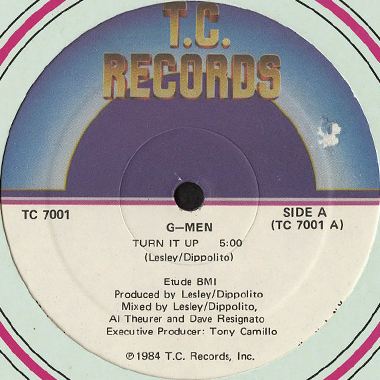 T.C.
RECORDS
TC 7001
SIDE A
(TC 7001 A)
G-MEN
TURN IT UP 5:00
(Lesley/Dippolito)
Etude BMI
Produced by Lesley/Dippolito
Mixed by Lesley/Dippolito,
Al Theurer and Dave Resignato
Executive Producer: Tony Camillo
℗1984 T.C. Records, Inc.